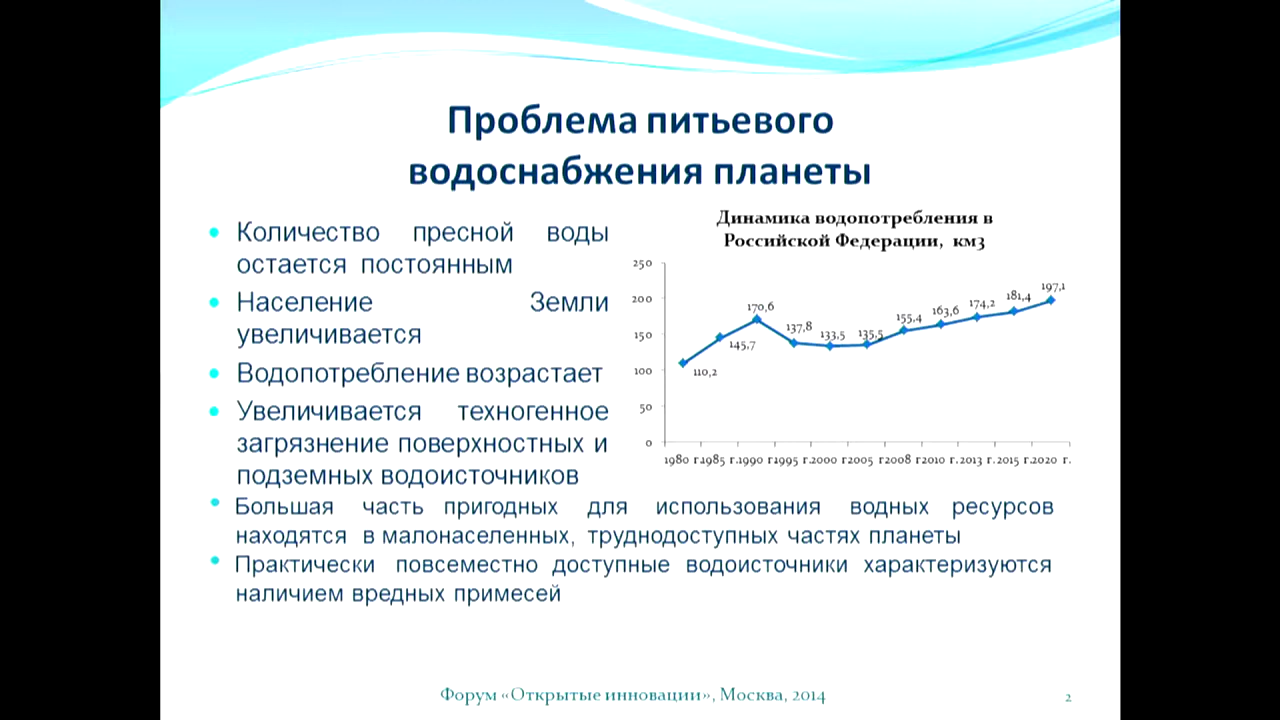 Проблема питьевого
водоснабжения планеты
Количество пресной воды
остается постоянным
Население Земли
увеличивается
Водопотребление возрастает
Увеличивается техногенное
загрязнение поверхностных и
подземных водоисточников
Большая часть пригодных для использования водных ресурсов
находятся в малонаселенных, труднодоступных частях планеты
Практически повсеместно доступные водоисточники характеризуются
наличием вредных примесей
Динамика водопотребления в
Российской Федерации, км3
250
200
150
100
50
0
110,2
145,7
170,6
137,8
133,5
135,5
155,4
163,6
174,2
181,4
197,1
1980 г. 1985 г. 1990 г. 1995 г. 2000 г. 2005 г. 2008 г. 2010 г. 2013 г. 2015 г. 2020 г.
Форум «Открытые инновации», Москва, 2014
2